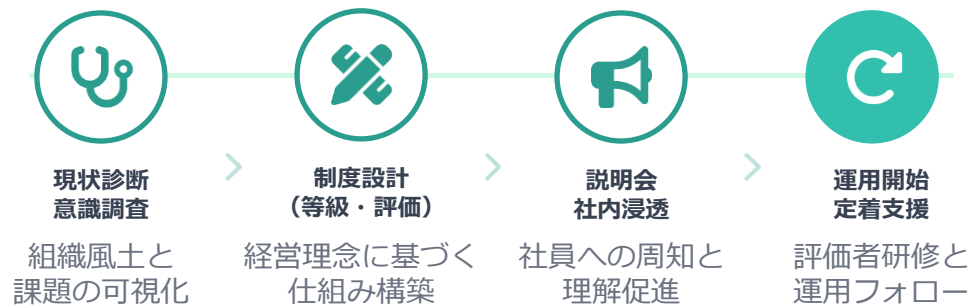 現状診断
意識調査
組織風土と
課題の可視化
制度設計
（等級・評価）
経営理念に基づく
仕組み構築
説明会
社内浸透
社員への周知と
理解促進
運用開始
定着支援
評価者研修と
運用フォロー